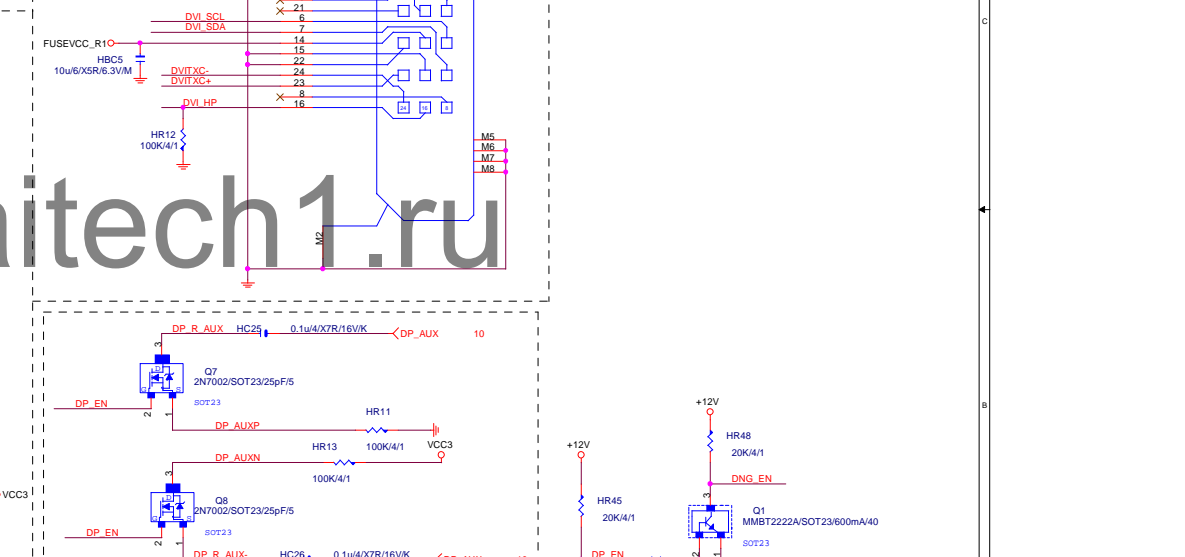 21
DVI_SCL 6
DVI_SDA 7
C
FUSEVCC_R1 14
15
HBC5
10u/6/X5R/6.3V/M
22
DVITXC- 24
DVITXC+ 23
8
DVI_HP 16
24 16 8
HR12
100K/4/1
M5
M6
M7
M8
itech1.ru
M2
DP_R_AUX HC25 0.1u/4/X7R/16V/K DP_AUX 10
3
Q7
2N7002/SOT23/25pF/5
D
G S
SOT23
DP_EN
2 1
B
+12V
HR11
DP_AUXP
100K/4/1
HR48
20K/4/1
HR13
VCC3
+12V
DP_AUXN
100K/4/1
3
DNG_EN
VCC3
Q8
2N7002/SOT23/25pF/5
D
G S
SOT23
HR45
20K/4/1
3
Q1
MMBT2222A/SOT23/600mA/40
SOT23
DP_EN
2 1
2 1
DP_R_AUX- HC26 0.1u/4/X7R/16V/K
DP_EN